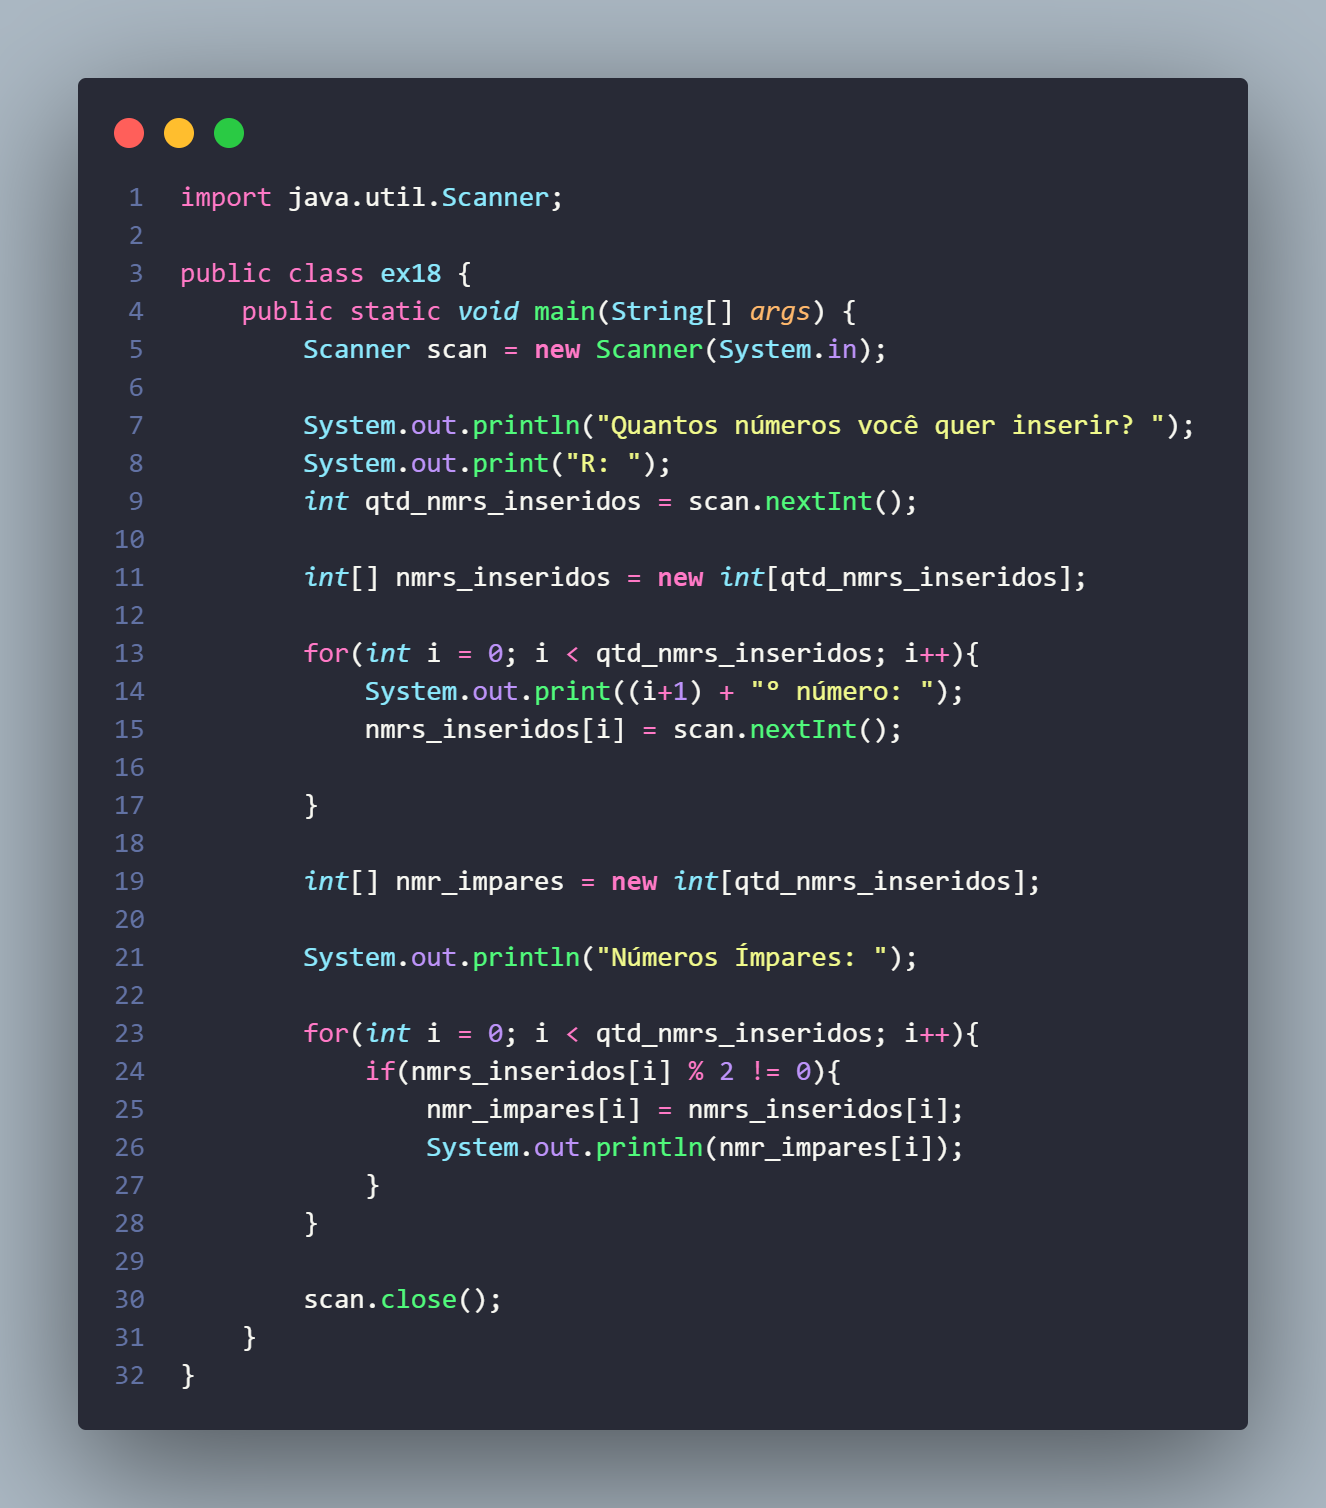 1 import java.util.Scanner;
2
3 public class ex18 {
4     public static void main(String[] args) {
5         Scanner scan = new Scanner(System.in);
6
7         System.out.println("Quantos números você quer inserir? ");
8         System.out.print("R: ");
9         int qtd_nmrs_inseridos = scan.nextInt();
10
11         int[] nmrs_inseridos = new int[qtd_nmrs_inseridos];
12
13         for(int i = 0; i < qtd_nmrs_inseridos; i++){
14             System.out.print((i+1) + "º número: ");
15             nmrs_inseridos[i] = scan.nextInt();
16
17         }
18
19         int[] nmr_impares = new int[qtd_nmrs_inseridos];
20
21         System.out.println("Números Ímpares: ");
22
23         for(int i = 0; i < qtd_nmrs_inseridos; i++){
24             if(nmrs_inseridos[i] % 2 != 0){
25                 nmr_impares[i] = nmrs_inseridos[i];
26                 System.out.println(nmr_impares[i]);
27             }
28         }
29
30         scan.close();
31     }
32 }